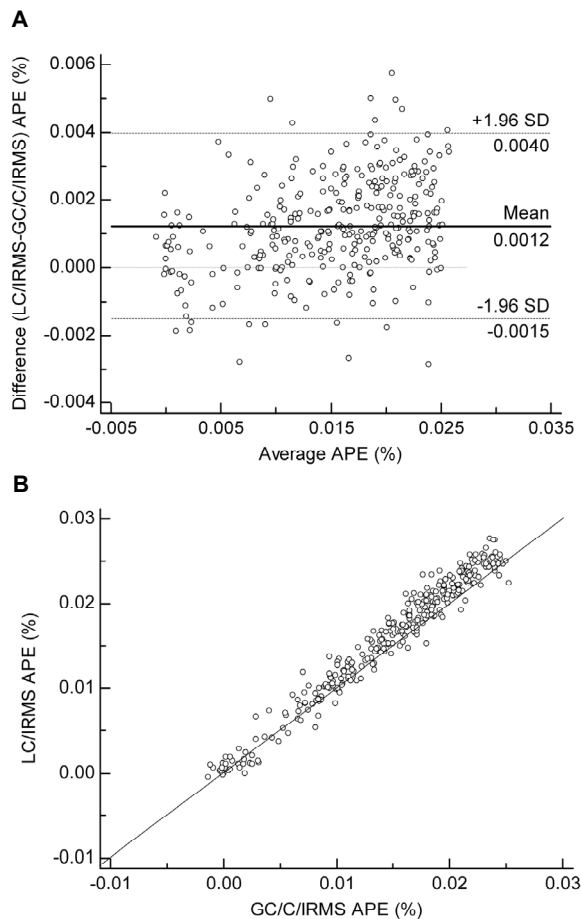 A
Difference (LC/IRMS-GC/C/IRMS) APE (%)
0.006
0.004
0.002
0.000
-0.002
-0.004
+1.96 SD
0.0040
Mean
0.0012
-1.96 SD
-0.0015
-0.005
0.005
0.015
0.025
0.035
Average APE (%)
B
LC/IRMS APE (%)
0.03
0.02
0.01
0.00
-0.01
-0.01
0.00
0.01
0.02
0.03
GC/C/IRMS APE (%)